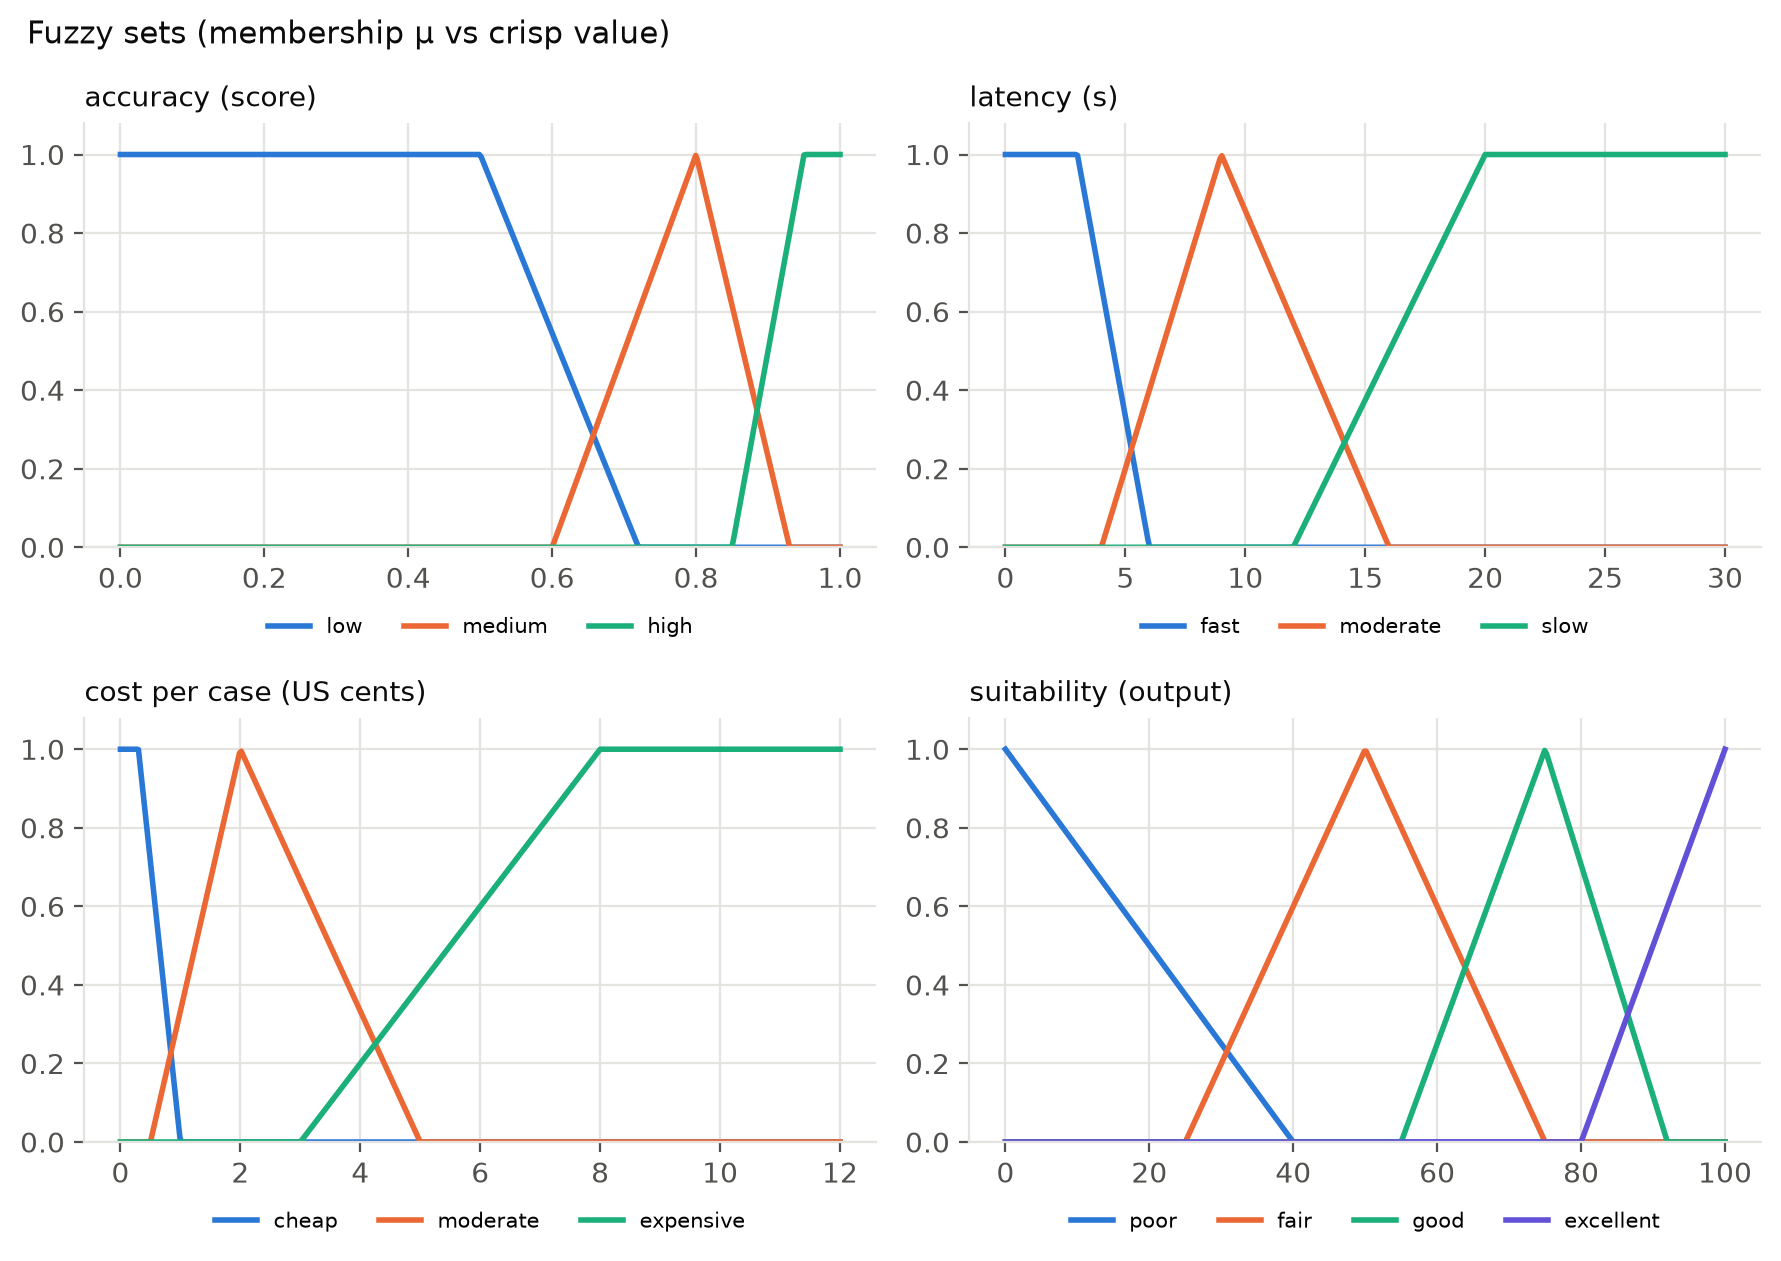 Fuzzy sets (membership μ vs crisp value)
accuracy (score)
1.0
0.8
0.6
0.4
0.2
0.0
0.0 0.2 0.4 0.6 0.8 1.0
low medium high
latency (s)
1.0
0.8
0.6
0.4
0.2
0.0
0 5 10 15 20 25 30
fast moderate slow
cost per case (US cents)
1.0
0.8
0.6
0.4
0.2
0.0
0 2 4 6 8 10 12
cheap moderate expensive
suitability (output)
1.0
0.8
0.6
0.4
0.2
0.0
0 20 40 60 80 100
poor fair good excellent